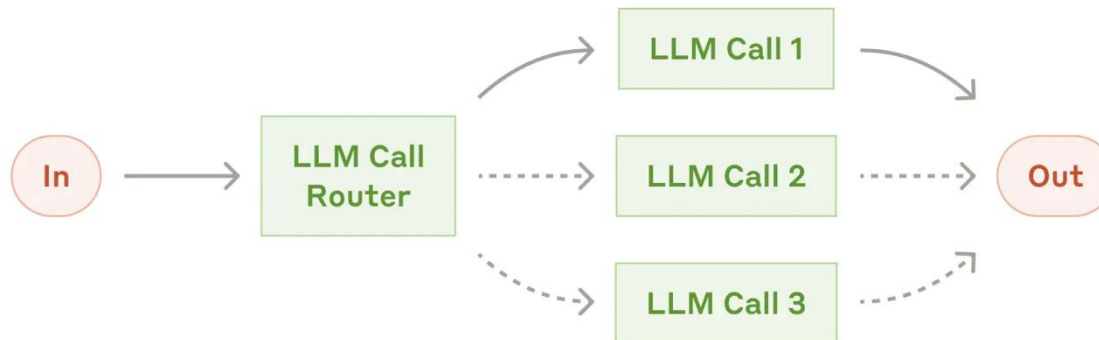 In
LLM Call
Router
LLM Call 1
LLM Call 2
LLM Call 3
Out